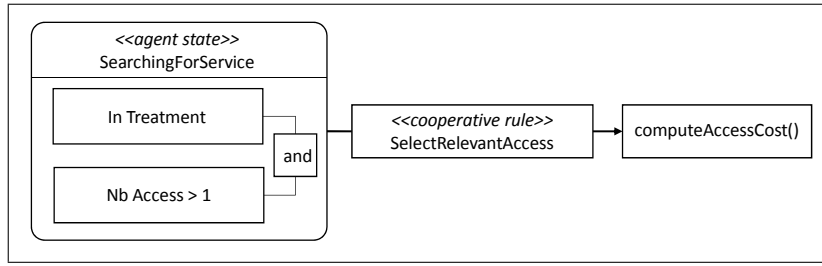 <<agent state>>
SearchingForService
In Treatment
and
Nb Access > 1
<<cooperative rule>>
SelectRelevantAccess
computeAccessCost()